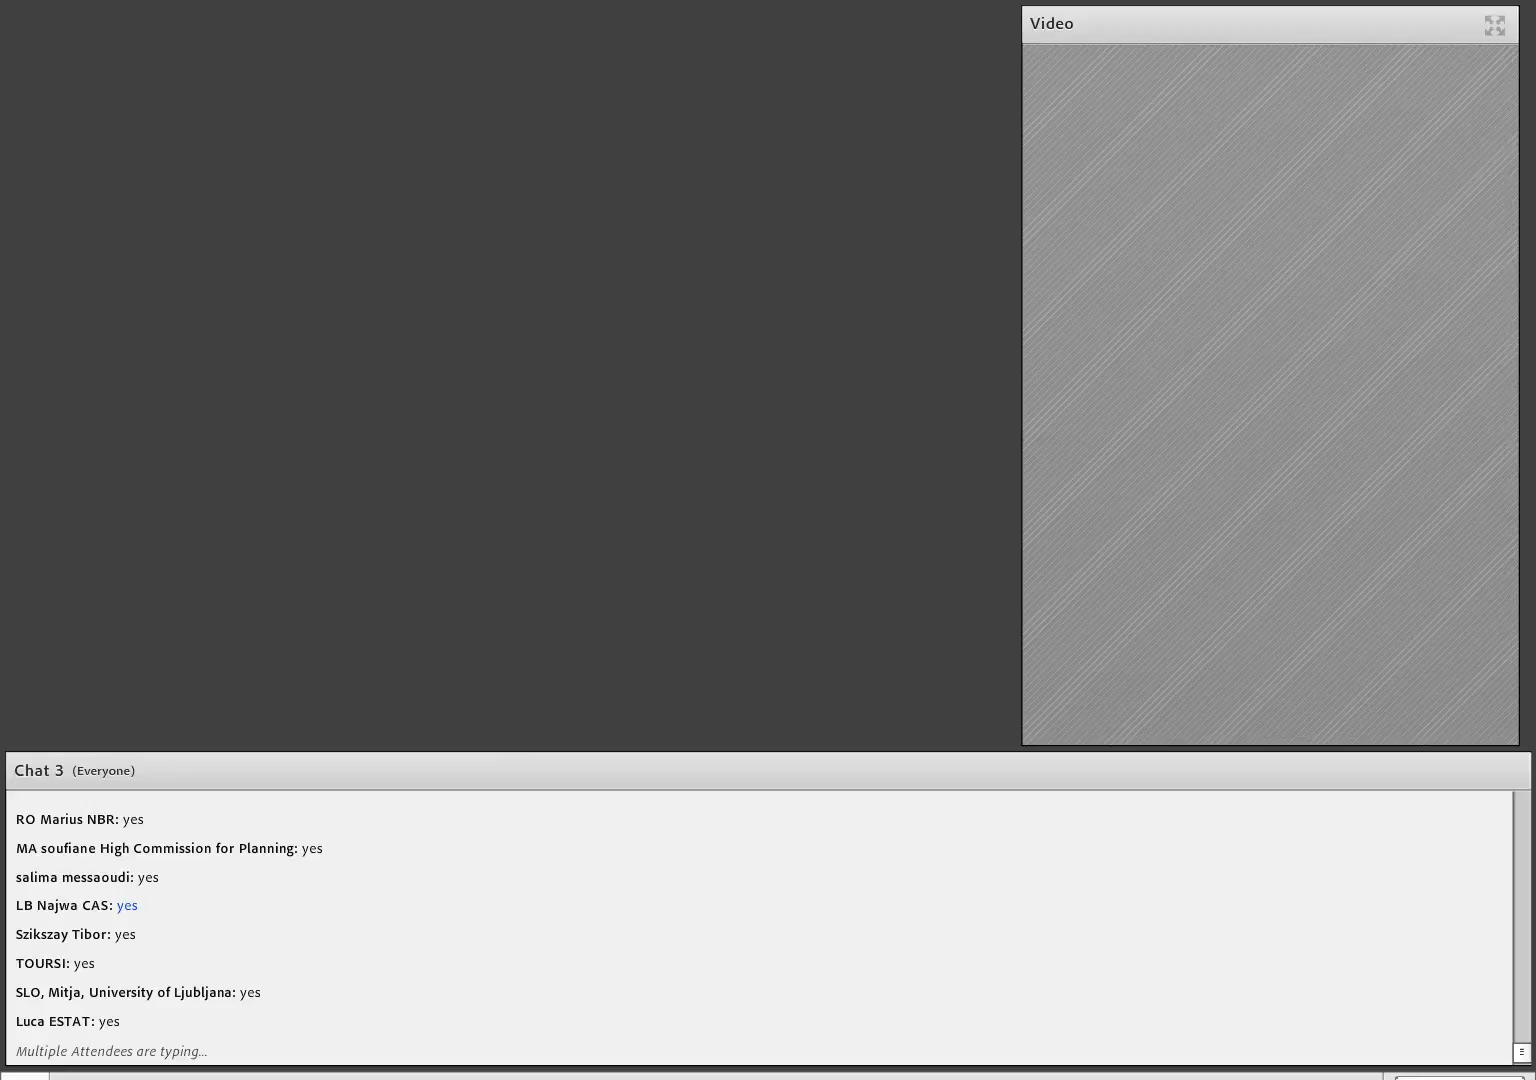 Video
Chat 3 (Everyone)
RO Marius NBR: yes
MA soufiane High Commission for Planning: yes
salima messaoudi: yes
LB Najwa CAS: yes
Szikszay Tibor: yes
TOURSI: yes
SLO, Mitja, University of Ljubljana: yes
Luca ESTAT: yes
Multiple Attendees are typing...